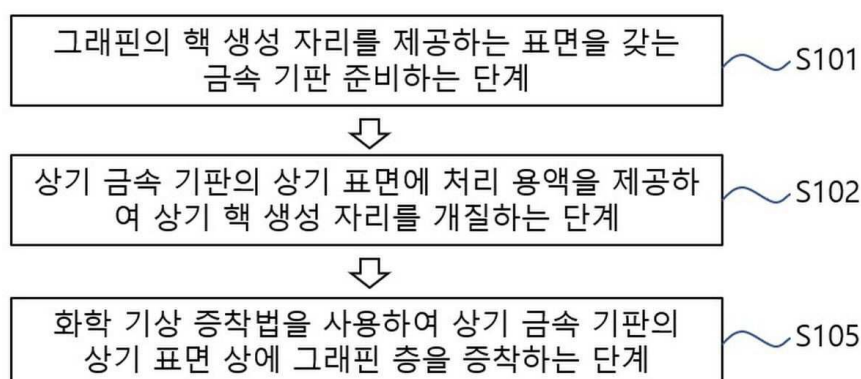 그래핀의 핵 생성 자리를 제공하는 표면을 갖는
금속 기판 준비하는 단계
S101
상기 금속 기판의 상기 표면에 처리 용액을 제공하
여 상기 핵 생성 자리를 개질하는 단계
S102
화학 기상 증착법을 사용하여 상기 금속 기판의
상기 표면 상에 그래핀 층을 증착하는 단계
S105